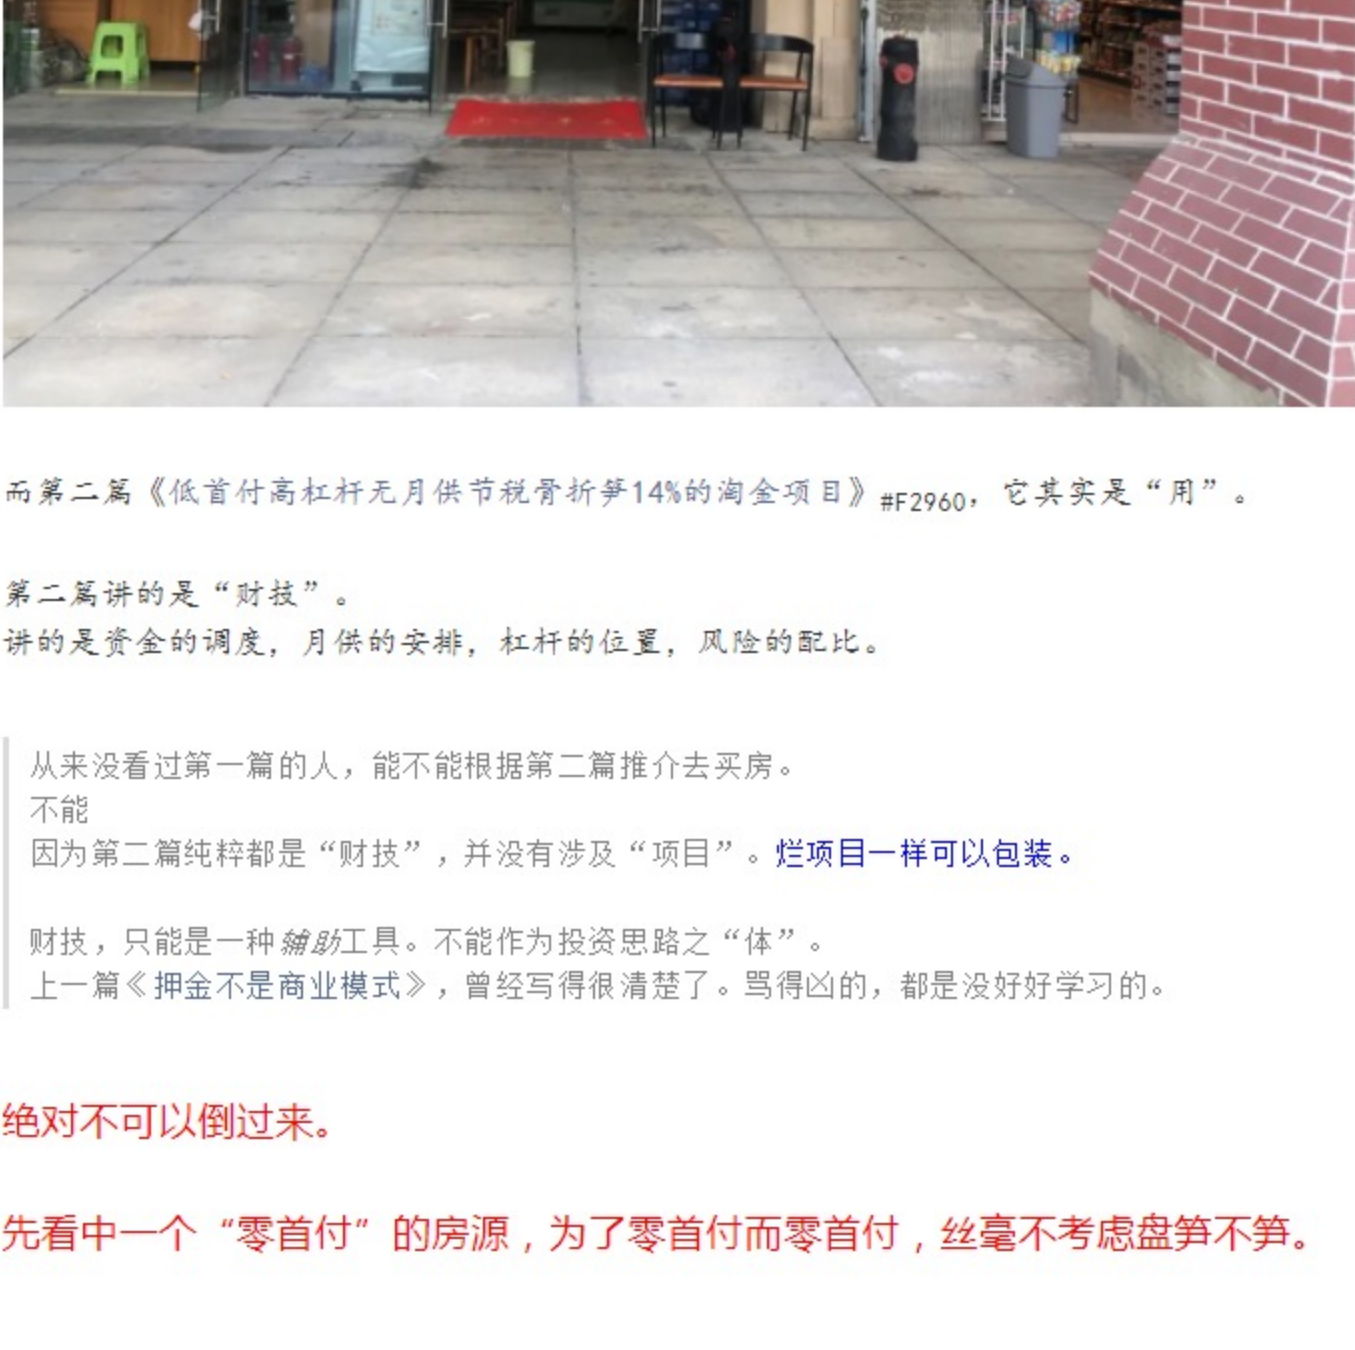 而第二篇《低首付高杠杆无月供节税骨折笋14%的淘金项目》#F2960，它其实是“用”。
第二篇讲的是“财技”。
讲的是资金的调度，月供的安排，杠杆的位置，风险的配比。
从来没看过第一篇的人，能不能根据第二篇推介去买房。
不能
因为第二篇纯粹都是“财技”，并没有涉及“项目”。烂项目一样可以包装。
财技，只能是一种辅助工具。不能作为投资思路之“体”。
上一篇《押金不是商业模式》，曾经写得很清楚了。骂得凶的，都是没好好学习的。
绝对不可以倒过来。
先看中一个“零首付”的房源，为了零首付而零首付，丝毫不考虑盘笋不笋。